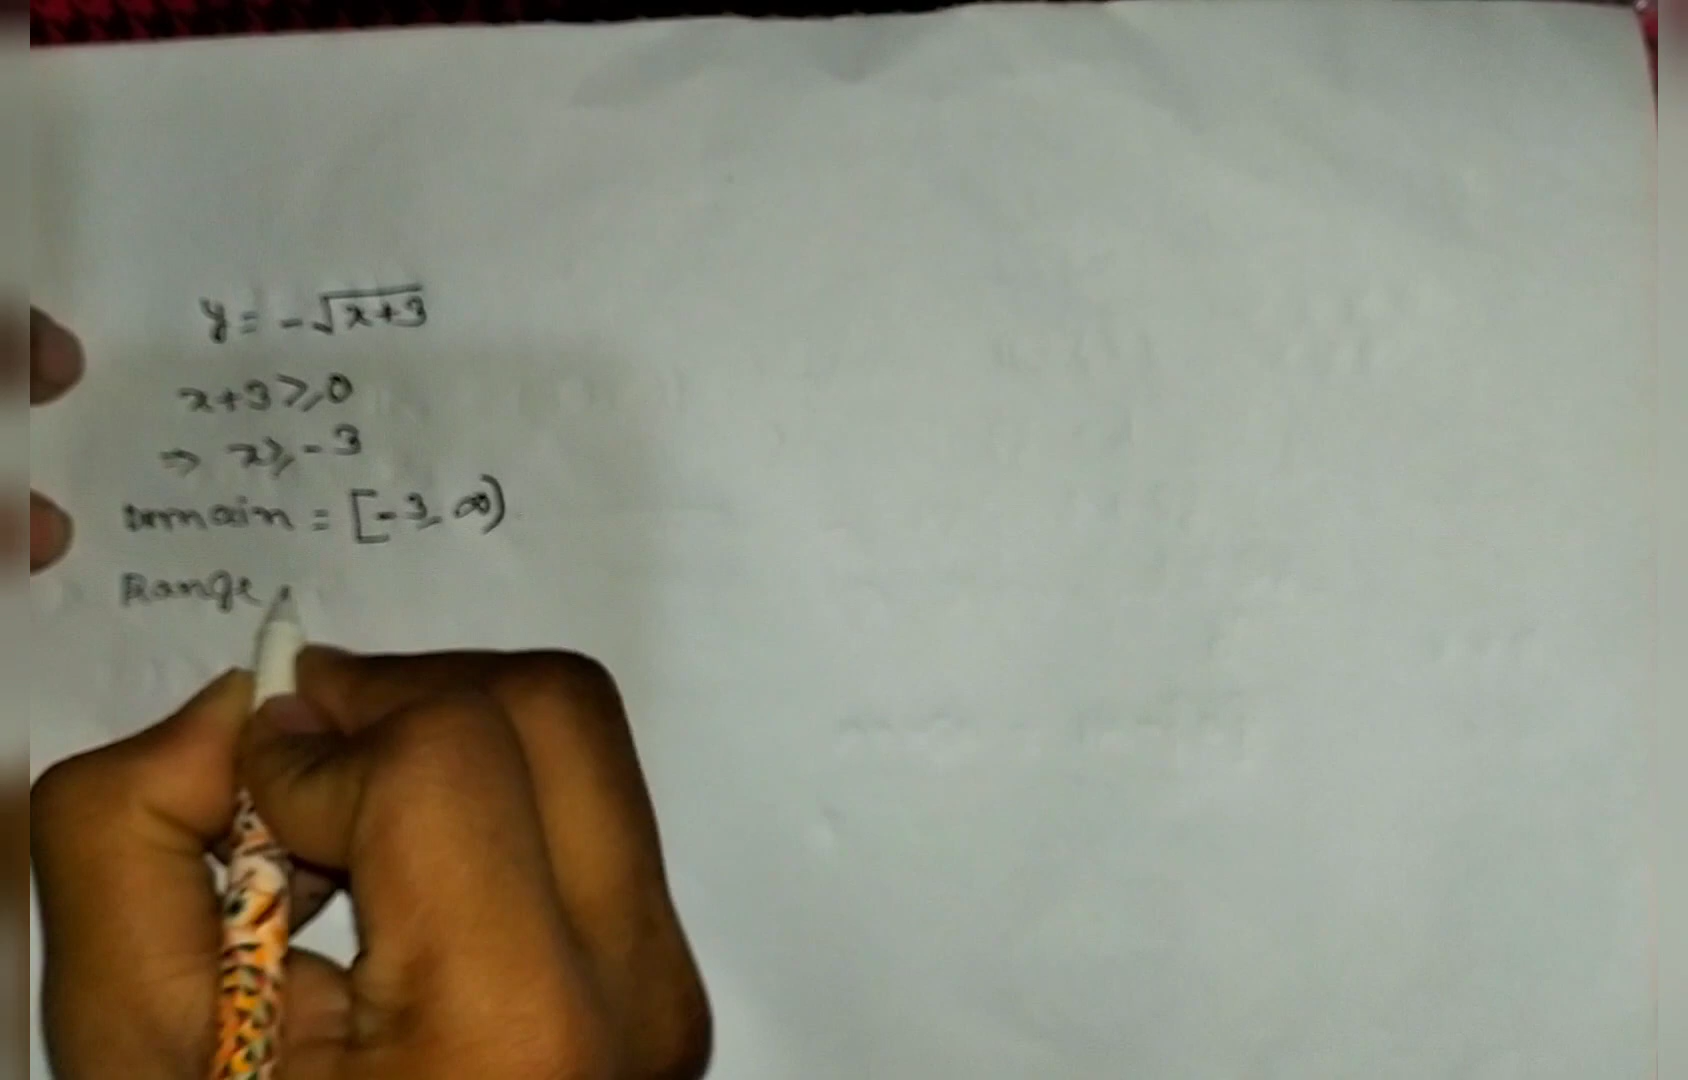 y = -√x+3
x+3 ≥ 0
⇒ x ≥ -3
Domain = [-3, ∞)
Range